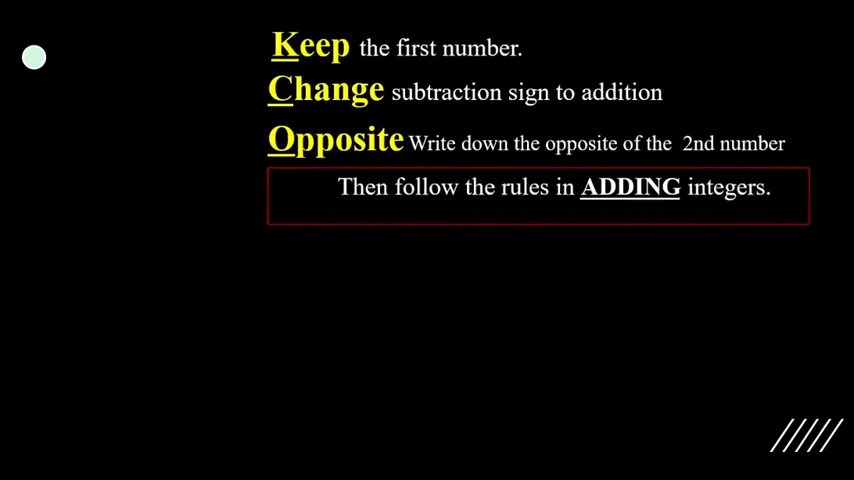 Keep the first number.
Change subtraction sign to addition
Opposite Write down the opposite of the 2nd number
Then follow the rules in ADDING integers.